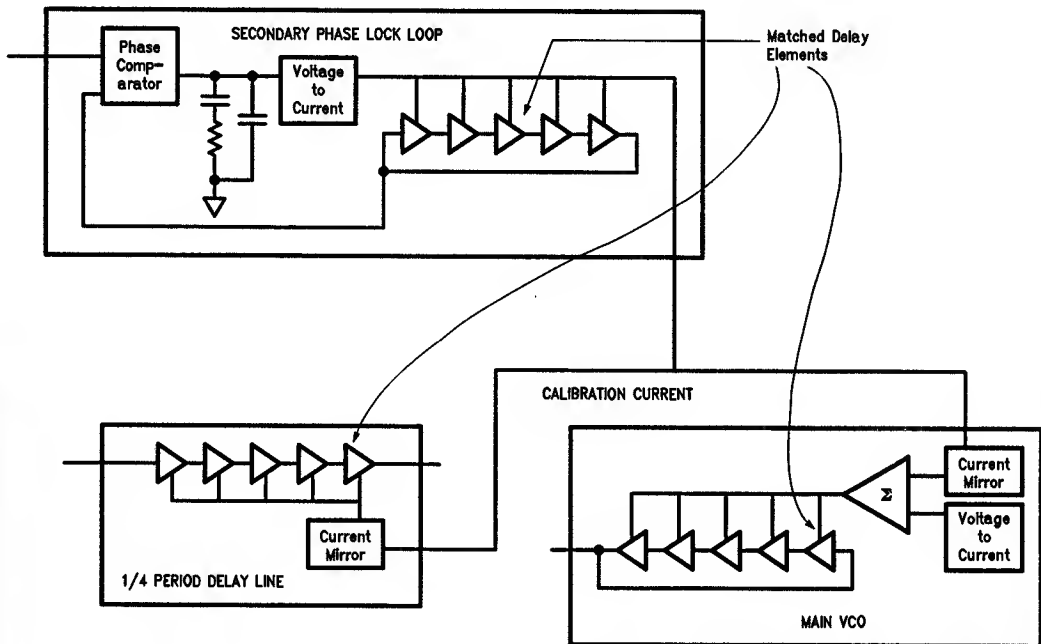 SECONDARY PHASE LOCK LOOP
Phase
Comp-
arator
Voltage
to
Current
Matched Delay
Elements
CALIBRATION CURRENT
Current
Mirror
1/4 PERIOD DELAY LINE
Σ
Current
Mirror
Voltage
to
Current
MAIN VCO